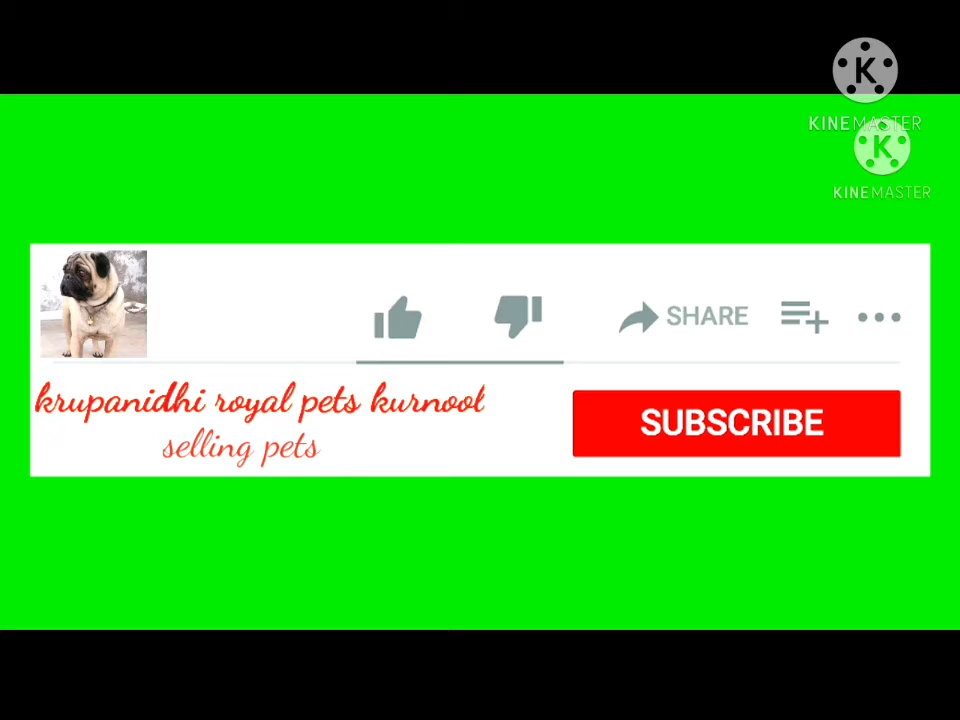 K
KINEMASTER
K
KINEMASTER
SHARE
krupanidhi royal pets kurnool
selling pets
SUBSCRIBE